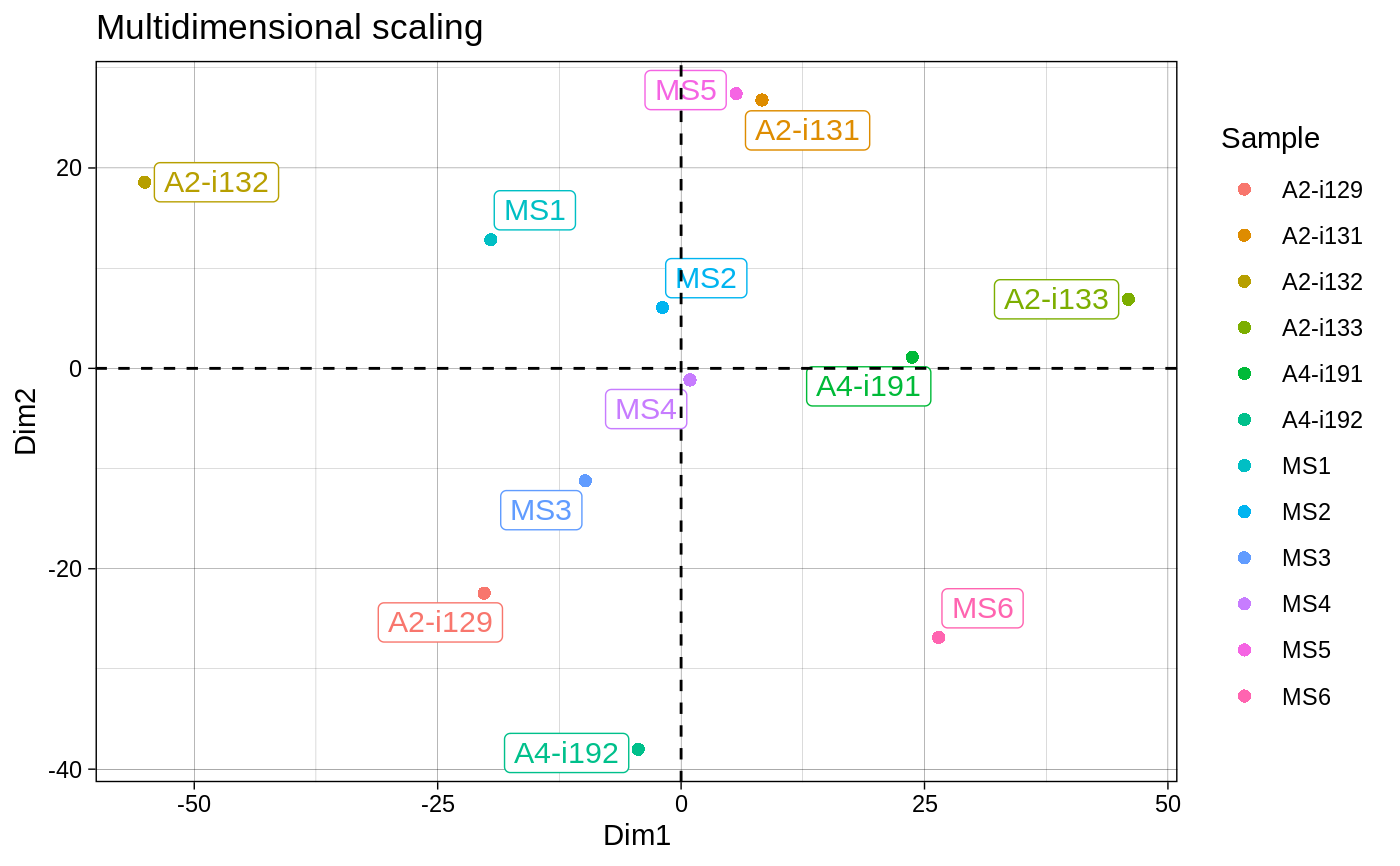 Multidimensional scaling
MS5
A2-i131
A2-i132
MS1
MS2
A2-i133
A4-i191
MS4
MS3
A2-i129
MS6
A4-i192
20
0
-20
-40
Dim2
-50
-25
0
25
50
Dim1
Sample
A2-i129
A2-i131
A2-i132
A2-i133
A4-i191
A4-i192
MS1
MS2
MS3
MS4
MS5
MS6